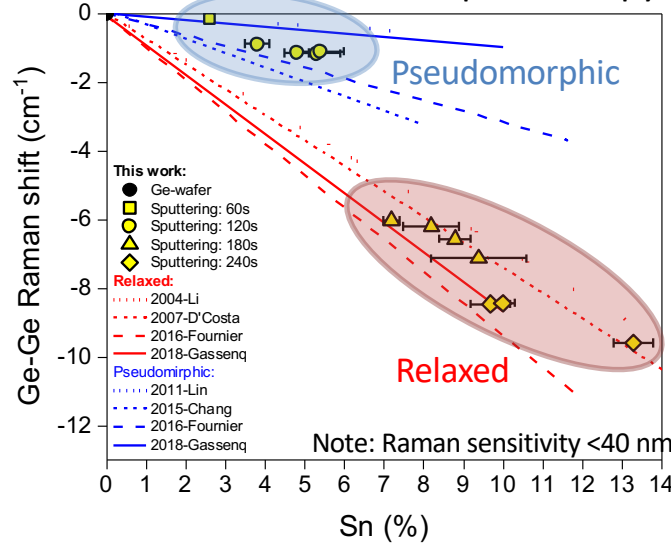 0
-2
-4
-6
-8
-10
-12
Ge-Ge Raman shift (cm⁻¹)
Pseudomorphic
This work:
Ge-wafer
Sputtering: 60s
Sputtering: 120s
Sputtering: 180s
Sputtering: 240s
Relaxed:
2004-Li
2007-D'Costa
2016-Fournier
2018-Gassenq
Pseudomirphic:
2011-Lin
2015-Chang
2016-Fournier
2018-Gassenq
Relaxed
Note: Raman sensitivity <40 nm
0 1 2 3 4 5 6 7 8 9 10 11 12 13 14
Sn (%)